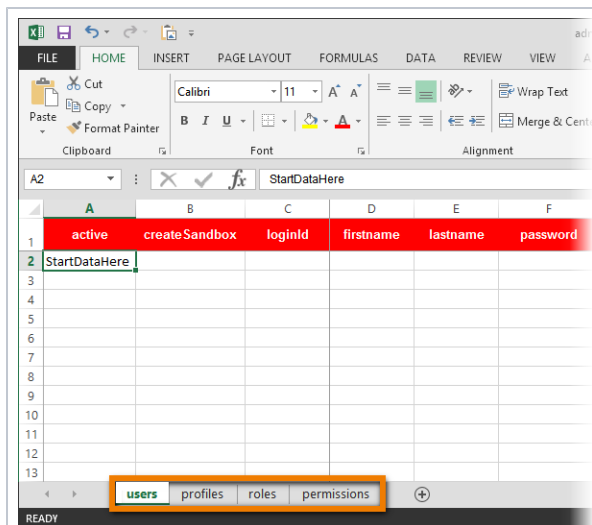 adm
FILE HOME INSERT PAGE LAYOUT FORMULAS DATA REVIEW VIEW A
Paste
Cut
Copy
Format Painter
Clipboard
Calibri 11 A A
B I U A
Font
Wrap Text
Merge & Cente
Alignment
A2 fx StartDataHere
A B C D E F
1 active createSandbox loginId firstname lastname password
2 StartDataHere
3
4
5
6
7
8
9
10
11
12
13
users profiles roles permissions
READY